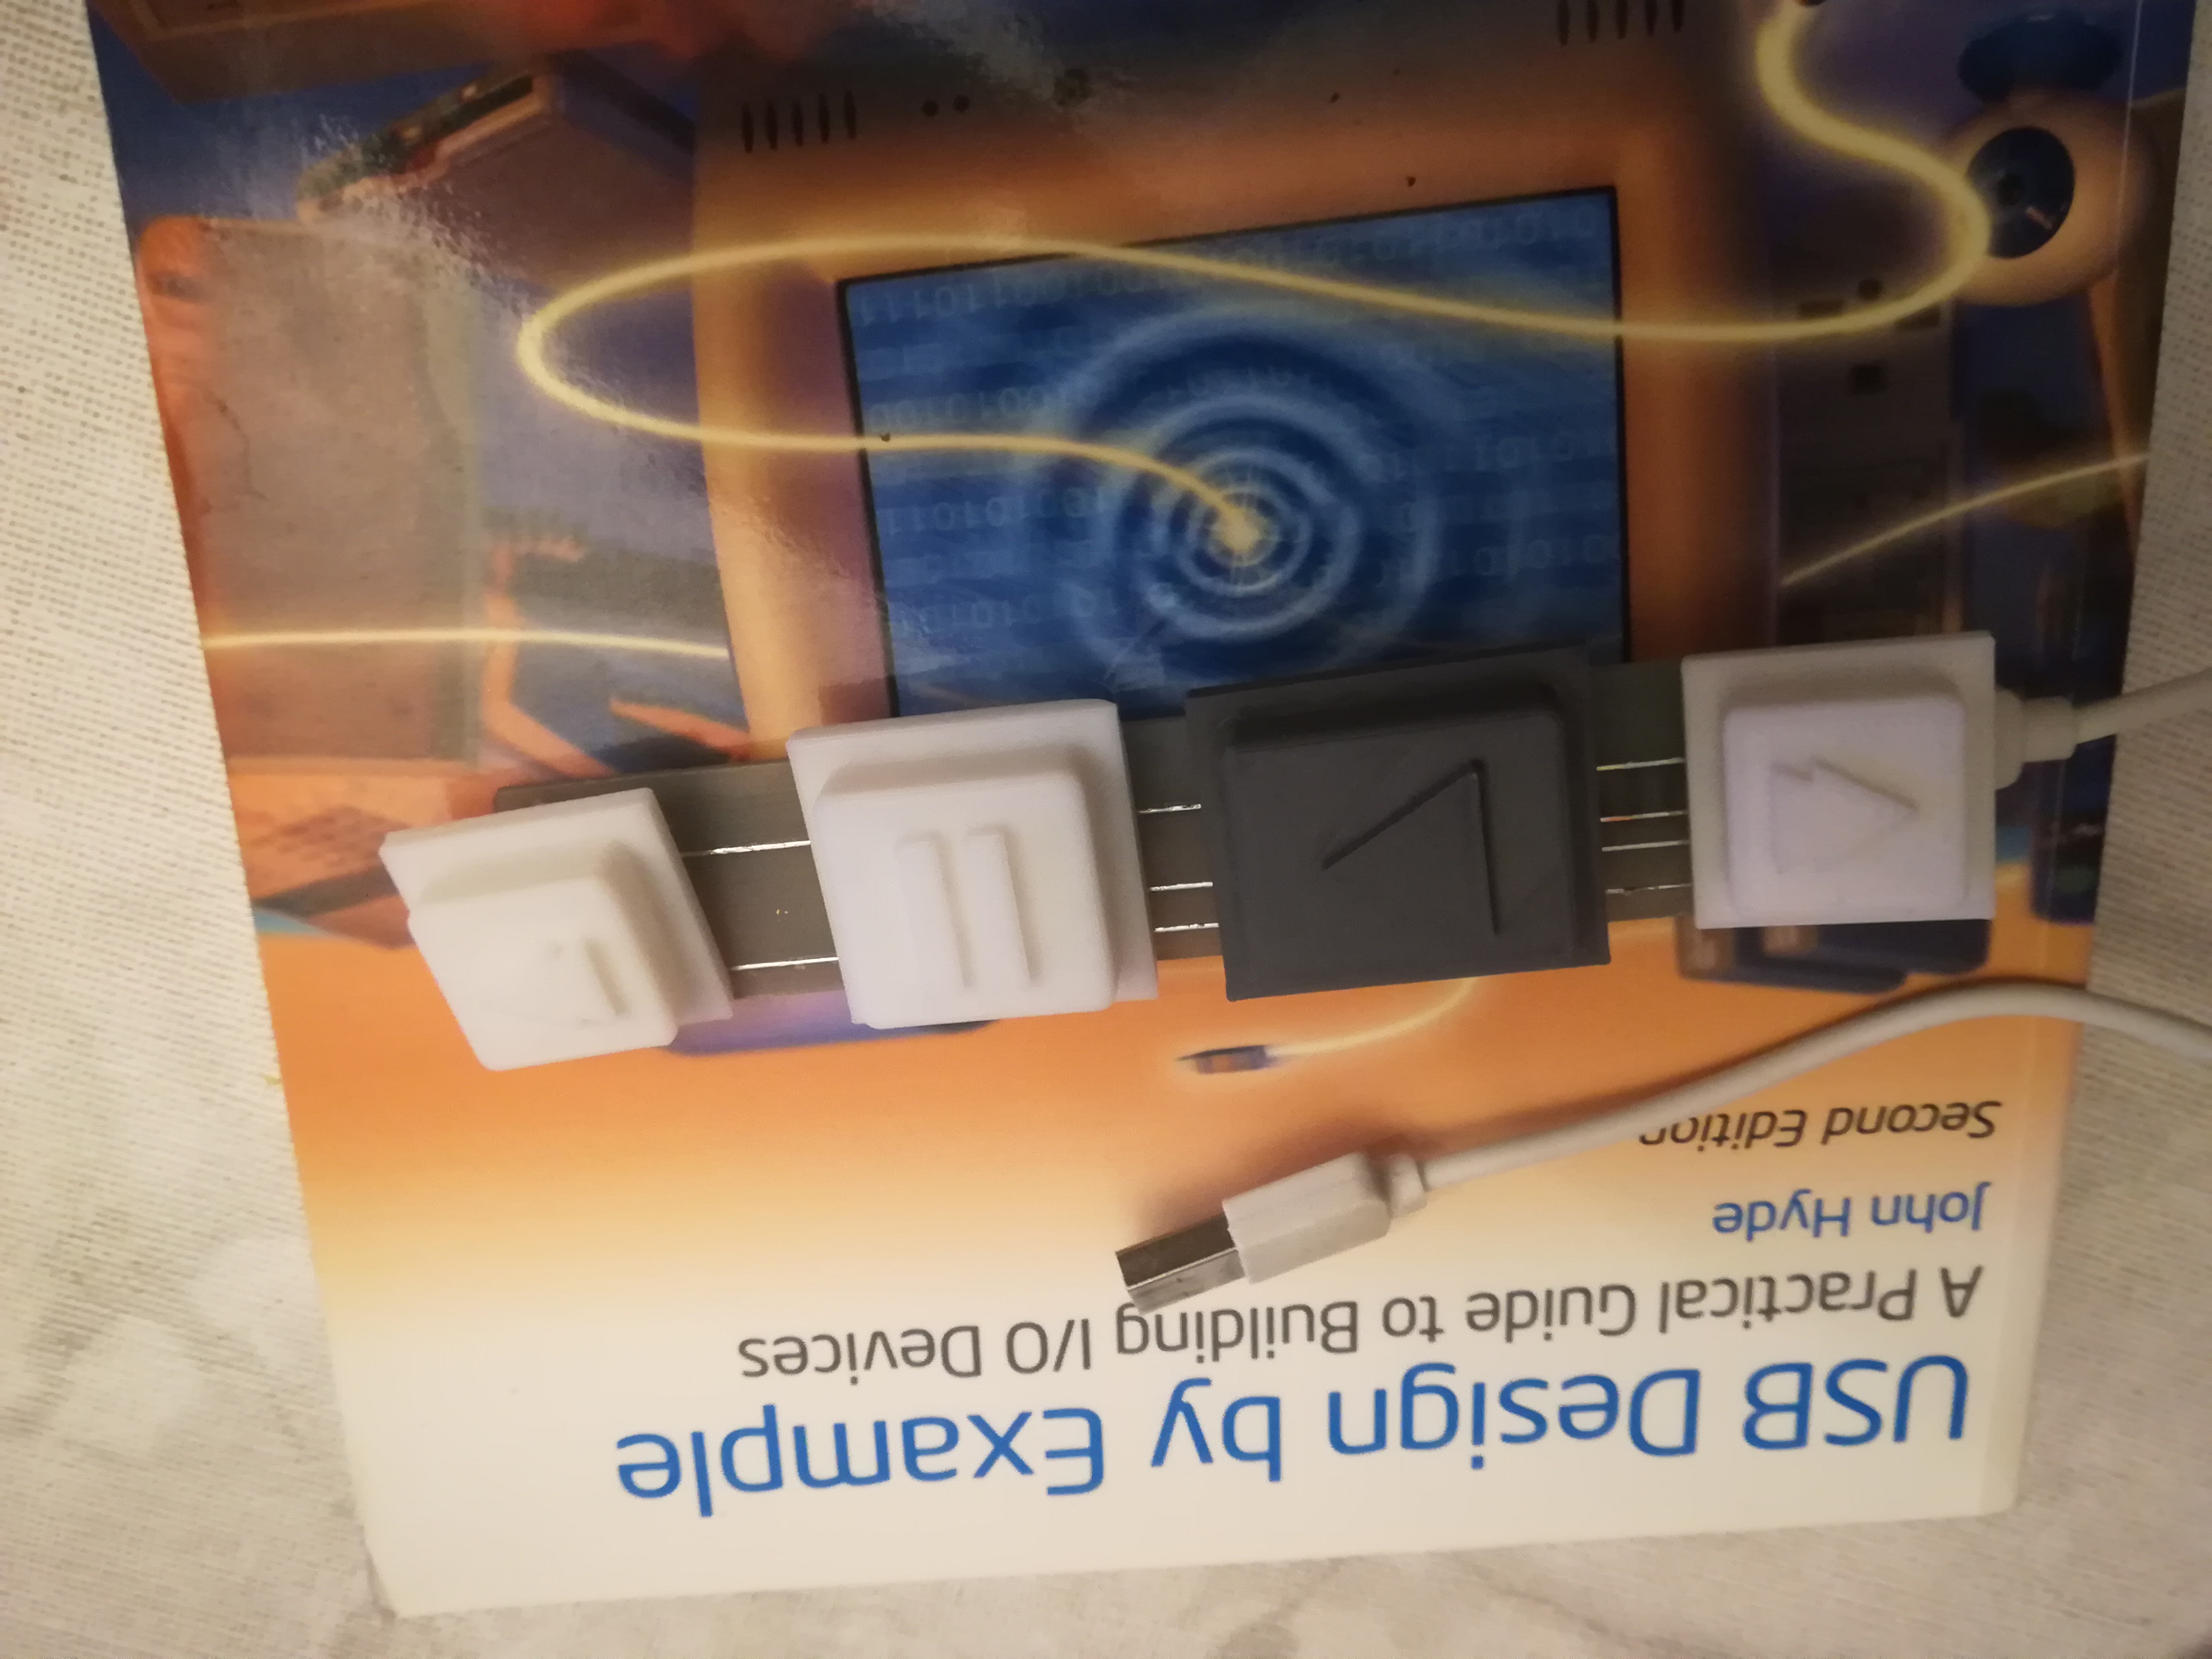 USB Design by Example
A Practical Guide to Building I/O Devices
John Hyde
Second Edition